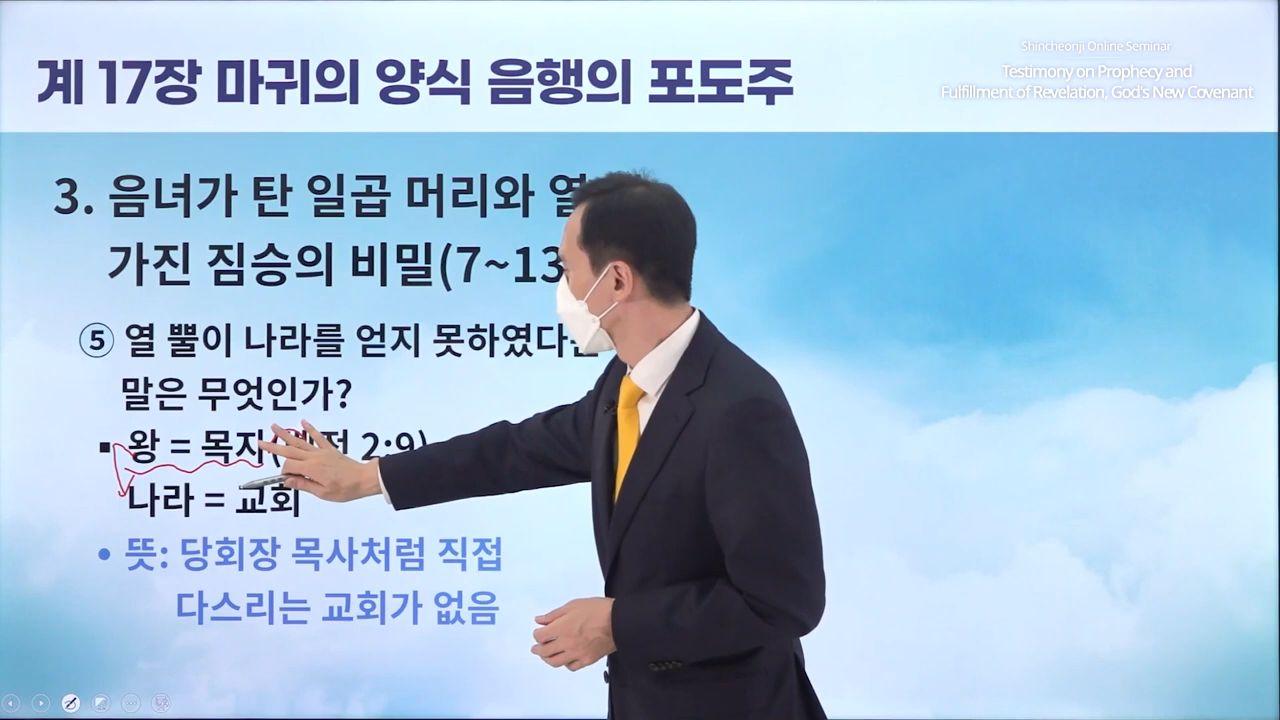 계 17장 마귀의 양식 음행의 포도주
Shincheonji Online Seminar
Testimony on Prophecy and
Fulfillment of Revelation, God's New Covenant
3. 음녀가 탄 일곱 머리와 열
가진 짐승의 비밀(7~13
⑤ 열 뿔이 나라를 얻지 못하였다는
말은 무엇인가?
▪ 왕 = 목자( 2:9)
나라 = 교회
• 뜻: 당회장 목사처럼 직접
다스리는 교회가 없음